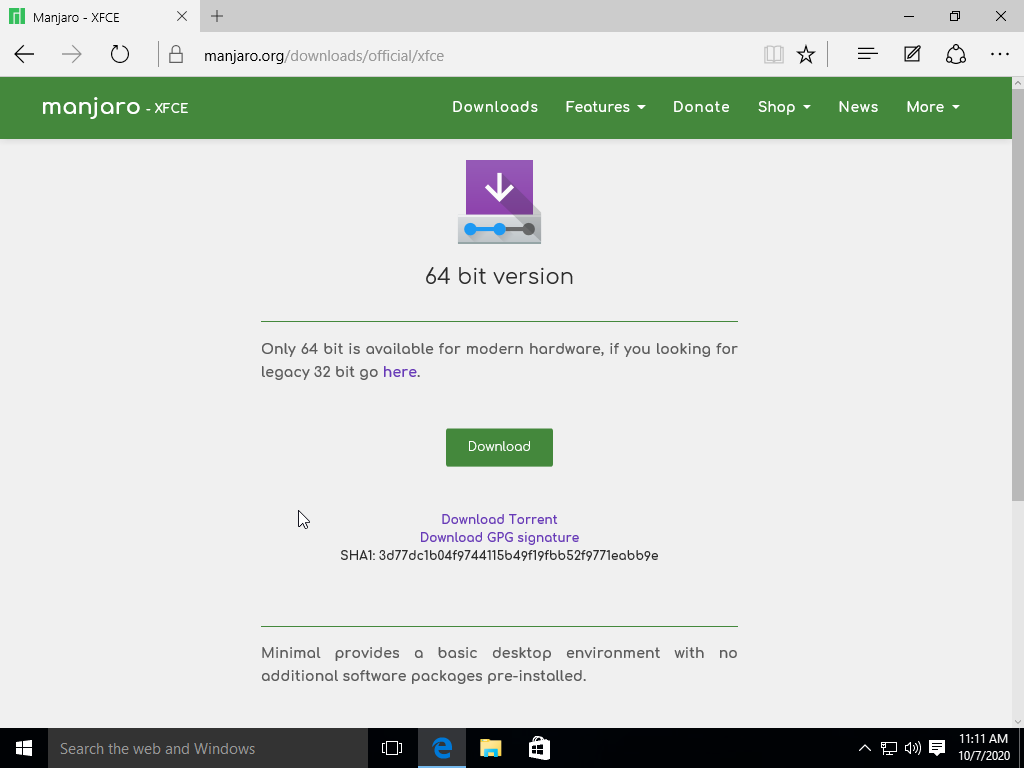 Manjaro - XFCE
manjaro.org/downloads/official/xfce
manjaro - XFCE Downloads Features Donate Shop News More
64 bit version
Only 64 bit is available for modern hardware, if you looking for
legacy 32 bit go here.
Download
Download Torrent
Download GPG signature
SHA1: 3d77dc1b04f9744115b49f19fbb52f9771eabb9e
Minimal provides a basic desktop environment with no
additional software packages pre-installed.
Search the web and Windows
11:11 AM
10/7/2020